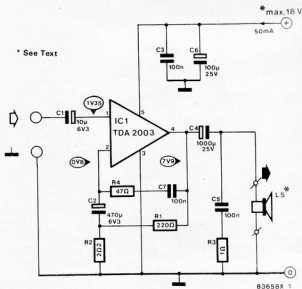 * max. 18 V
50mA
* See Text
C3
100n
C6
100µ
25V
C1
10µ
6V3
1V35
1
5
IC1
TDA 2003
2
3
4
0V6
7V9
C4
1000µ
25V
R4
47Ω
C7
100n
C2
470µ
6V3
R1
220Ω
R2
2Ω2
C5
100n
R3
1Ω
LS*
0
83658X 1